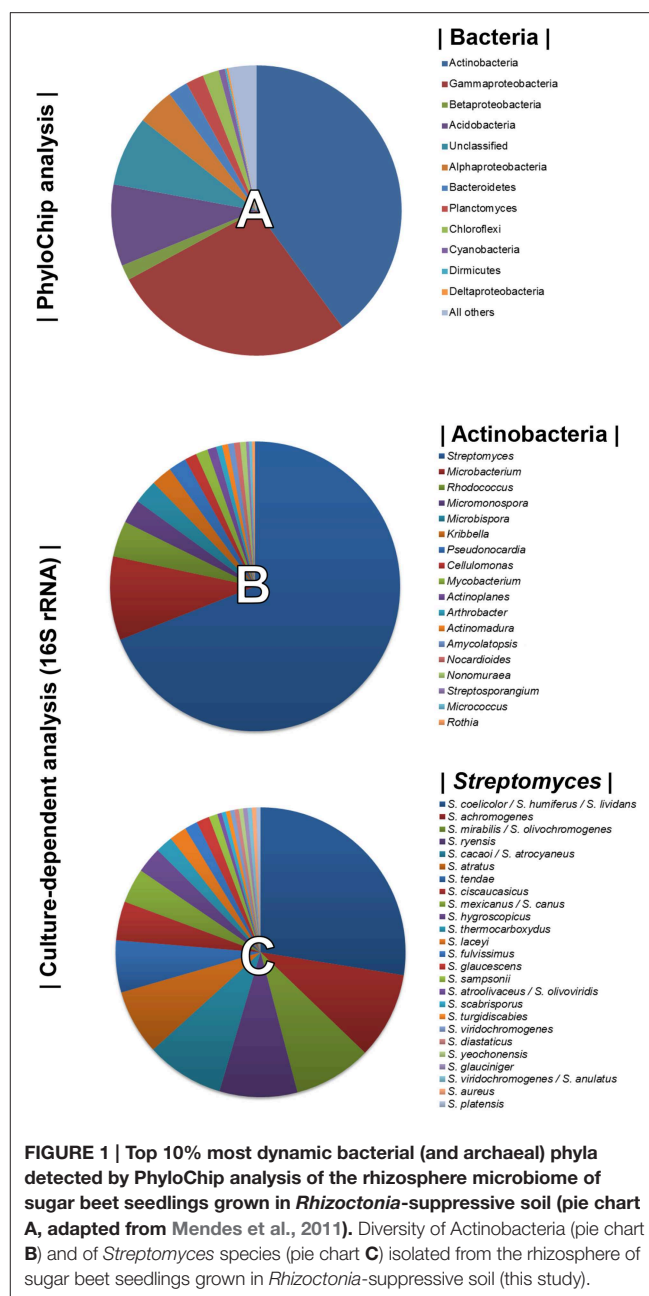 | PhyloChip analysis |
A
| Bacteria |
Actinobacteria
Gammaproteobacteria
Betaproteobacteria
Acidobacteria
Unclassified
Alphaproteobacteria
Bacteroidetes
Planctomyces
Chloroflexi
Cyanobacteria
Dirmicutes
Deltaproteobacteria
All others
| Culture-dependent analysis (16S rRNA) |
B
| Actinobacteria |
Streptomyces
Microbacterium
Rhodococcus
Micromonospora
Microbispora
Kribbella
Pseudonocardia
Cellulomonas
Mycobacterium
Actinoplanes
Arthrobacter
Actinomadura
Amycolatopsis
Nocardioides
Nonomuraea
Streptosporangium
Micrococcus
Rothia
C
| Streptomyces |
S. coelicolor / S. humiferus / S. lividans
S. achromogenes
S. mirabilis / S. olivochromogenes
S. ryensis
S. cacaoi / S. atrocyaneus
S. atratus
S. tendae
S. ciscaucasicus
S. mexicanus / S. canus
S. hygroscopicus
S. thermocarboxydus
S. laceyi
S. fulvissimus
S. glaucescens
S. sampsonii
S. atroolivaceus / S. olivoviridis
S. scabrisporus
S. turgidiscabies
S. viridochromogenes
S. diastaticus
S. yeochonensis
S. glauciniger
S. viridochromogenes / S. anulatus
S. aureus
S. platensis
FIGURE 1 | Top 10% most dynamic bacterial (and archaeal) phyla
detected by PhyloChip analysis of the rhizosphere microbiome of
sugar beet seedlings grown in Rhizoctonia-suppressive soil (pie chart
A, adapted from Mendes et al., 2011). Diversity of Actinobacteria (pie chart
B) and of Streptomyces species (pie chart C) isolated from the rhizosphere of
sugar beet seedlings grown in Rhizoctonia-suppressive soil (this study).